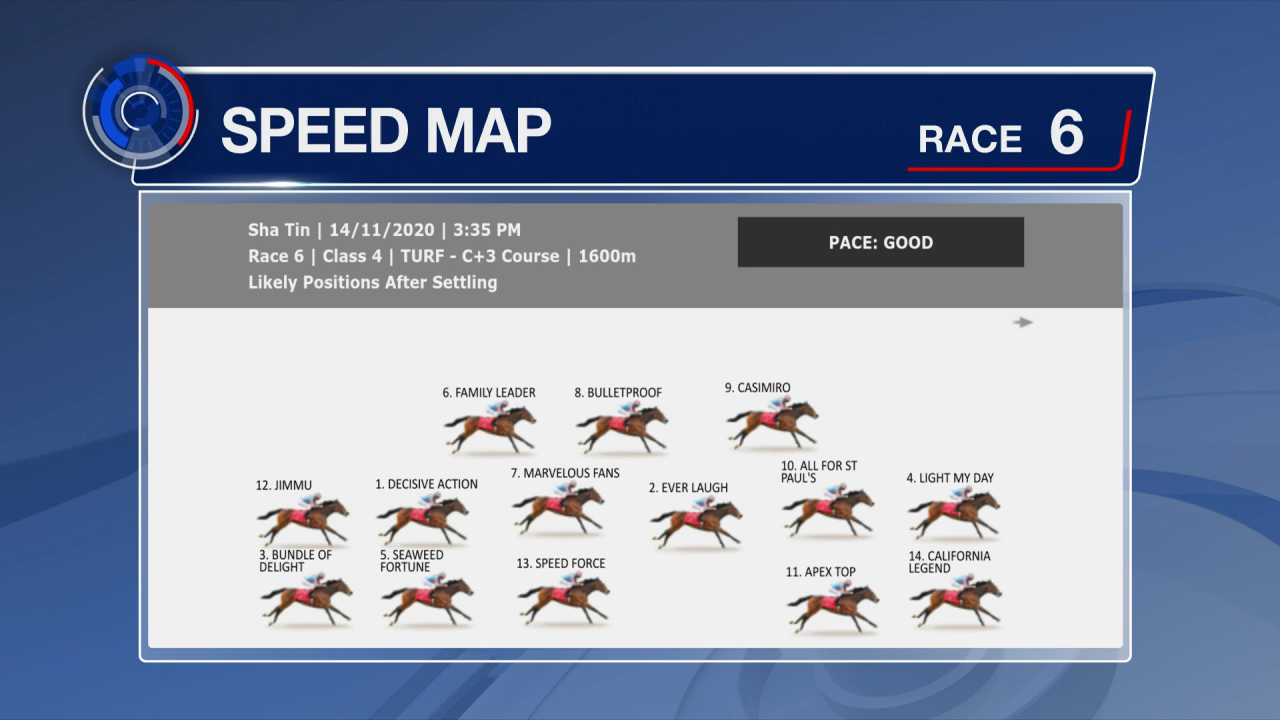 SPEED MAP
RACE 6
Sha Tin | 14/11/2020 | 3:35 PM
Race 6 | Class 4 | TURF - C+3 Course | 1600m
Likely Positions After Settling
PACE: GOOD
6. FAMILY LEADER
8. BULLETPROOF
9. CASIMIRO
12. JIMMU
1. DECISIVE ACTION
7. MARVELOUS FANS
2. EVER LAUGH
10. ALL FOR ST
PAUL'S
4. LIGHT MY DAY
3. BUNDLE OF
DELIGHT
5. SEAWEED
FORTUNE
13. SPEED FORCE
11. APEX TOP
14. CALIFORNIA
LEGEND